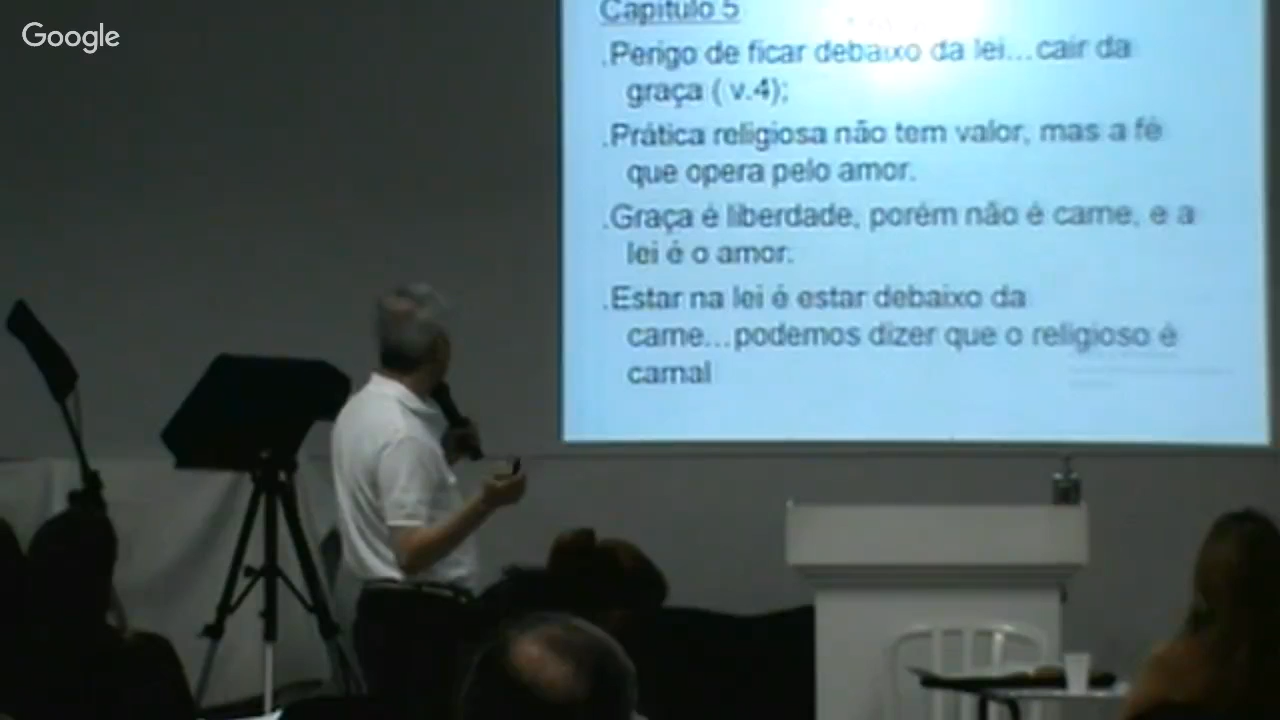 Google
Capítulo 5
.Perigo de ficar debaixo da lei...cair da
graça ( v.4);
.Prática religiosa não tem valor, mas a fé
que opera pelo amor.
.Graça é liberdade, porém não é carne, e a
lei é o amor.
.Estar na lei é estar debaixo da
carne...podemos dizer que o religioso é
carnal